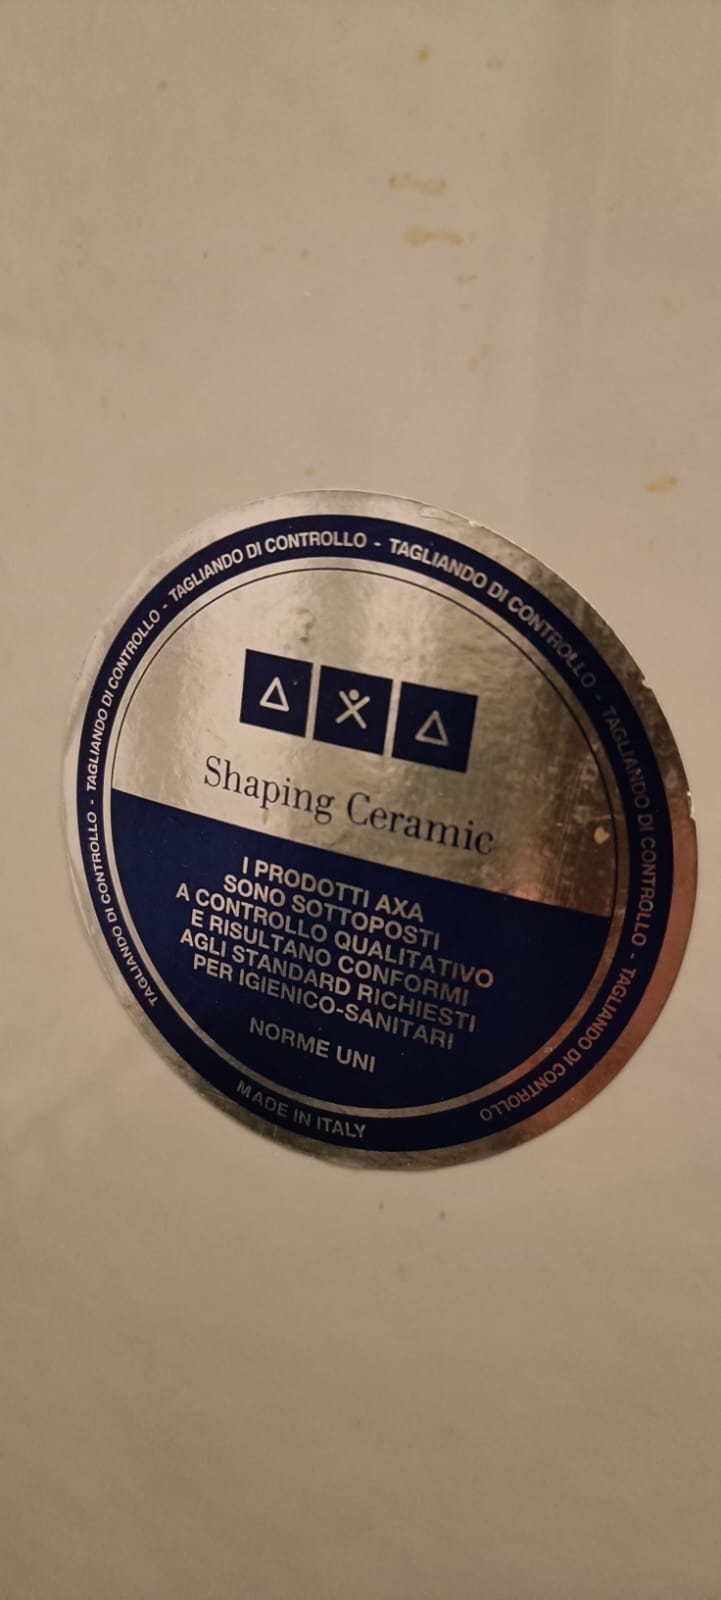 TAGLIANDO DI CONTROLLO - TAGLIANDO DI CONTROLLO - TAGLIANDO DI CONTROLLO - TAGLIANDO DI CONTROLLO - TAGLIANDO DI CONTROLLO - TAGLIANDO DI CONTROLLO
AXA
Shaping Ceramic
I PRODOTTI AXA
SONO SOTTOPOSTI
A CONTROLLO QUALITATIVO
E RISULTANO CONFORMI
AGLI STANDARD RICHIESTI
PER IGIENICO-SANITARI
NORME UNI
MADE IN ITALY